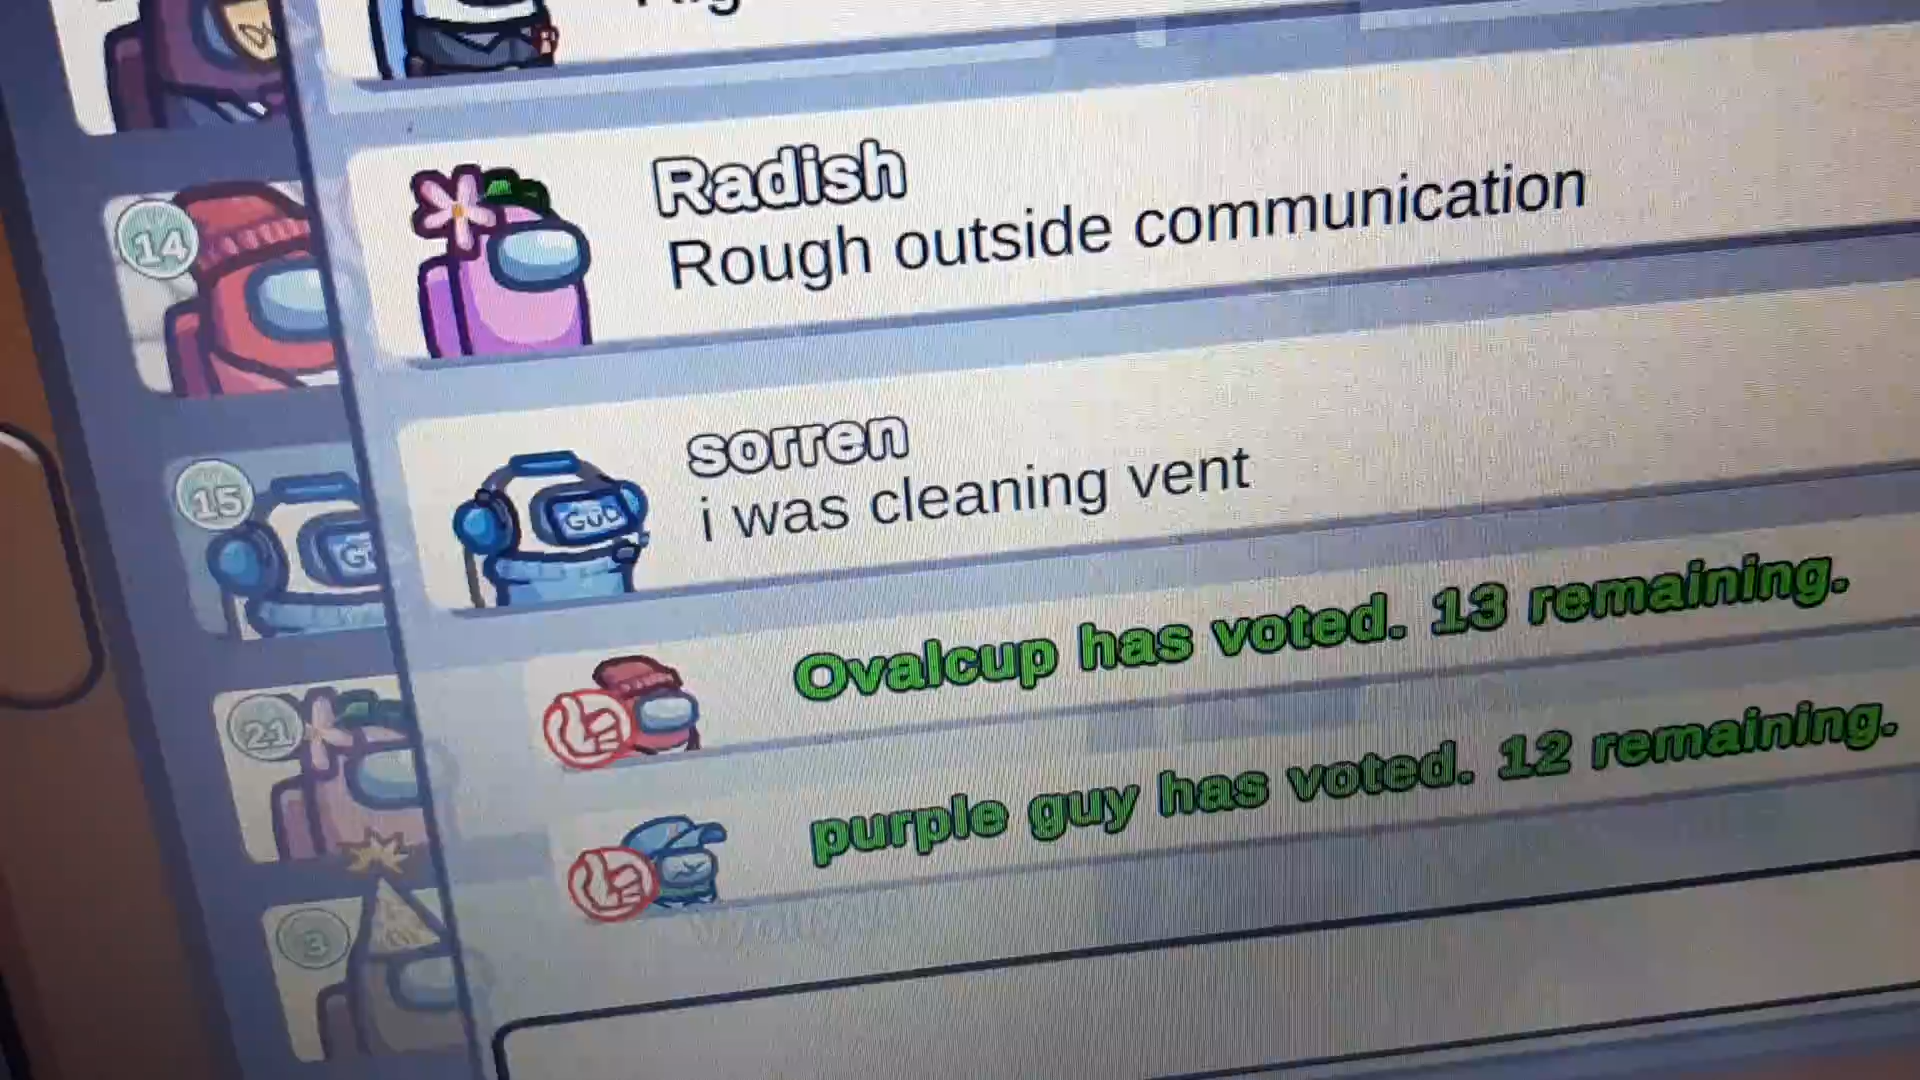 Radish
Rough outside communication
14
sorren
i was cleaning vent
15
Ovalcup has voted. 13 remaining.
21
purple guy has voted. 12 remaining.
3